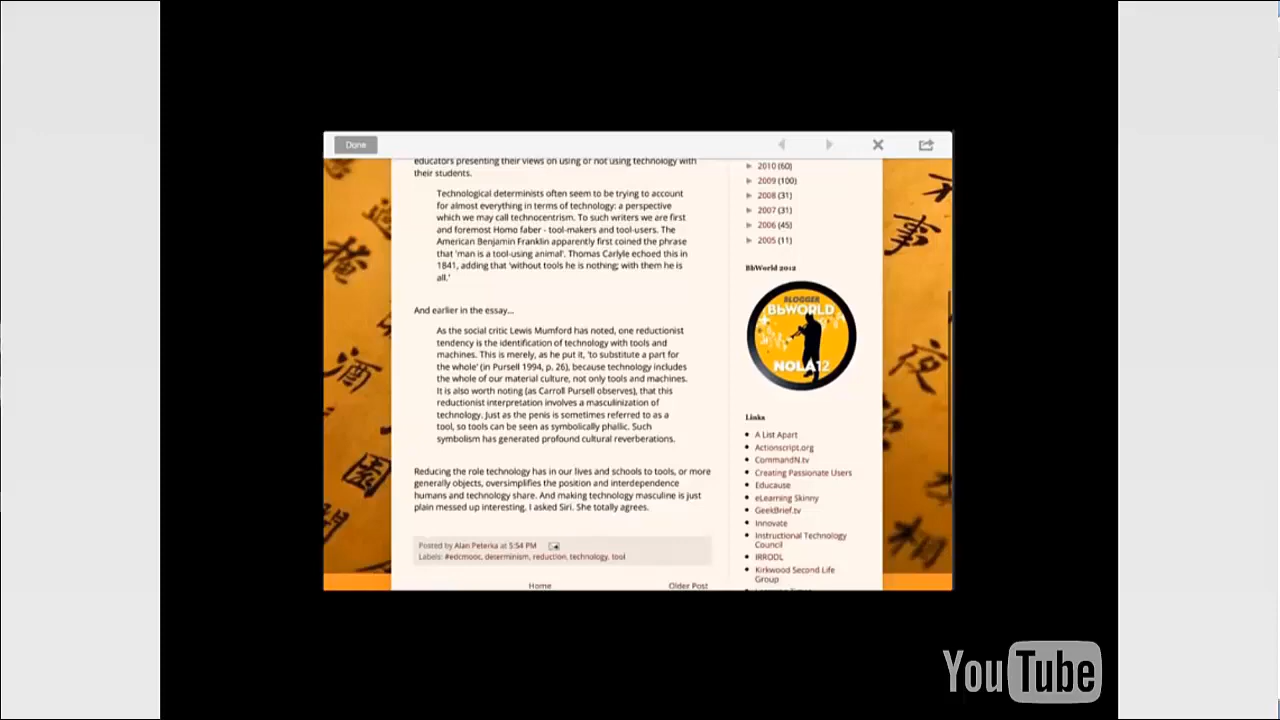 Done
educators presenting their views on using or not using technology with
their students.
Technological determinists often seem to be trying to account
for almost everything in terms of technology: a perspective
which we may call technocentrism. To such writers we are first
and foremost Homo faber - tool-makers and tool-users. The
American Benjamin Franklin apparently first coined the phrase
that 'man is a tool-using animal'. Thomas Carlyle echoed this in
1841, adding that 'without tools he is nothing; with them he is
all.'
And earlier in the essay...
As the social critic Lewis Mumford has noted, one reductionist
tendency is the identification of technology with tools and
machines. This is merely, as he put it, 'to substitute a part for
the whole' (in Pursell 1994, p. 26), because technology includes
the whole of our material culture, not only tools and machines.
It is also worth noting (as Carroll Pursell observes), that this
reductionist interpretation involves a masculinization of
technology. Just as the penis is sometimes referred to as a
tool, so tools can be seen as symbolically phallic. Such
symbolism has generated profound cultural reverberations.
Reducing the role technology has in our lives and schools to tools, or more
generally objects, oversimplifies the position and interdependence
humans and technology share. And making technology masculine is just
plain messed up interesting. I asked Siri. She totally agrees.
Posted by Alan Peterka at 5:54 PM
Labels: #edcmooc, determinism, reduction, technology, tool
Home
Older Post
2010 (60)
2009 (100)
2008 (31)
2007 (31)
2006 (45)
2005 (11)
BbWorld 2012
BLOGGER
BbWORLD
NOLA12
Links
A List Apart
Actionscript.org
CommandN.tv
Creating Passionate Users
Educause
eLearning Skinny
GeekBrief.tv
Innovate
Instructional Technology
Council
IRRODL
Kirkwood Second Life
Group
事
酒
夜
園
YouTube